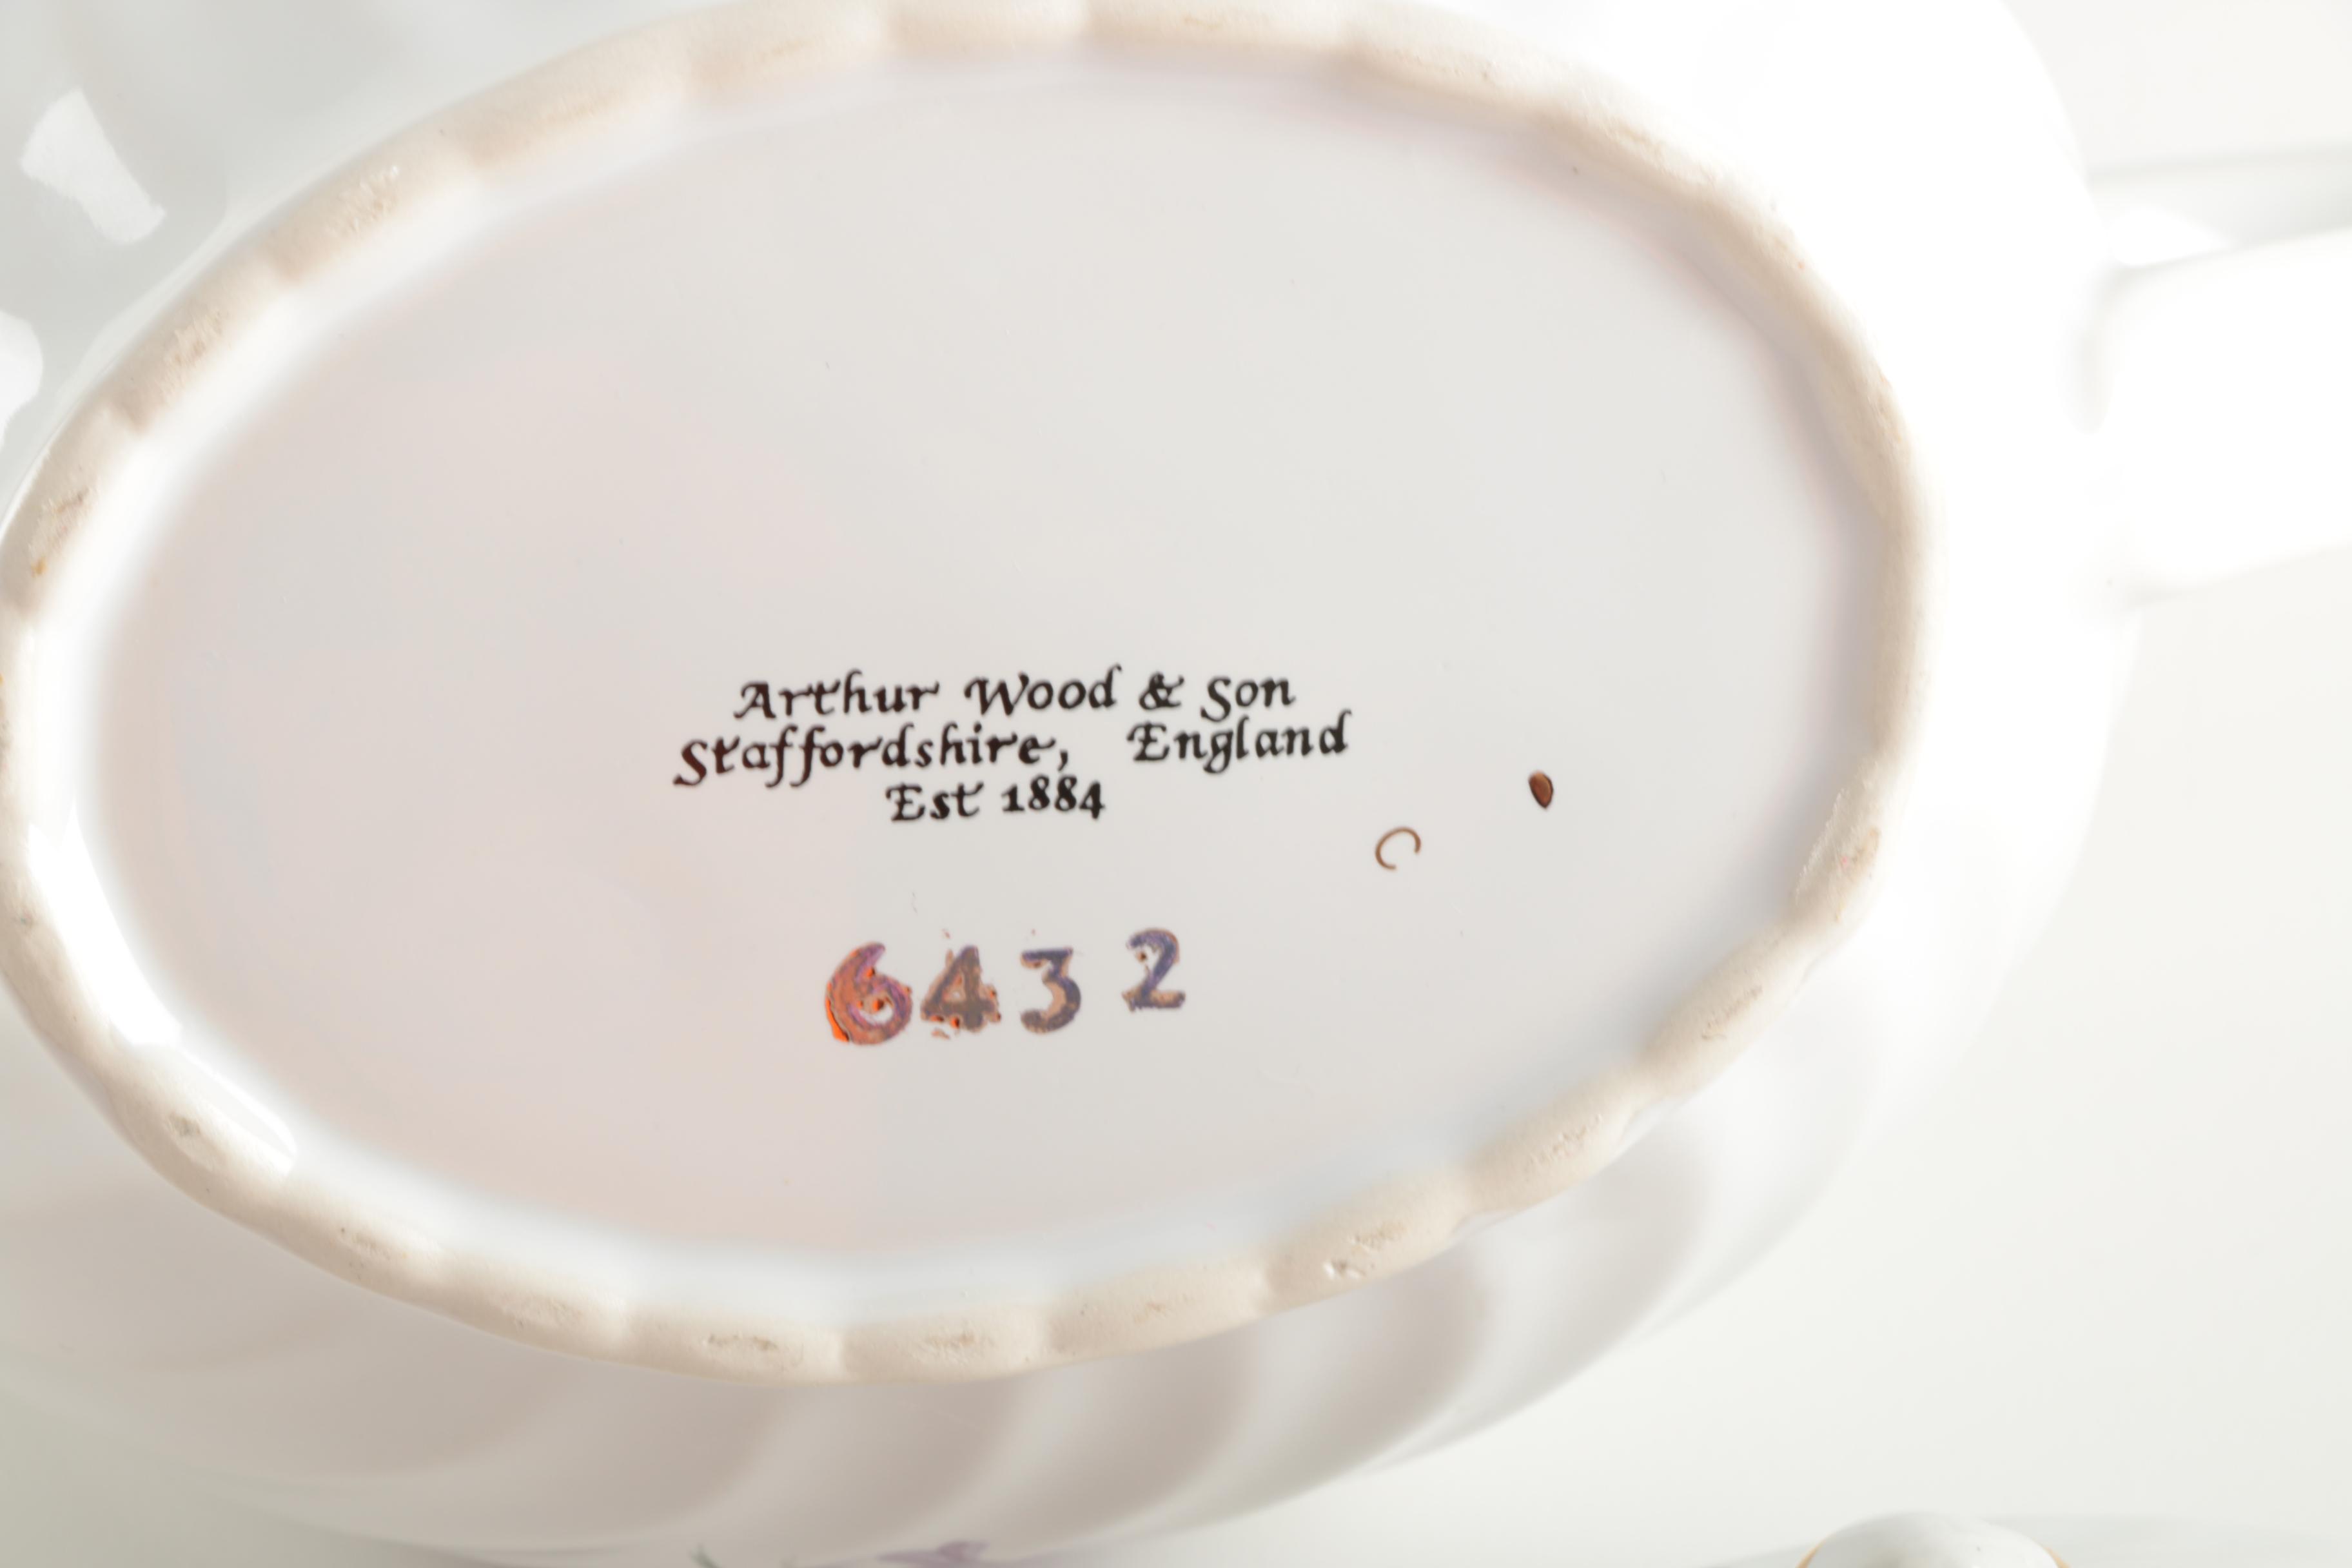 Arthur Wood & Son
Staffordshire, England
Est 1884
C
6432